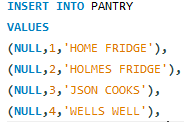 INSERT INTO PANTRY
VALUES
(NULL,1,'HOME FRIDGE'),
(NULL,2,'HOLMES FRIDGE'),
(NULL,3,'JSON COOKS'),
(NULL,4,'WELLS WELL'),